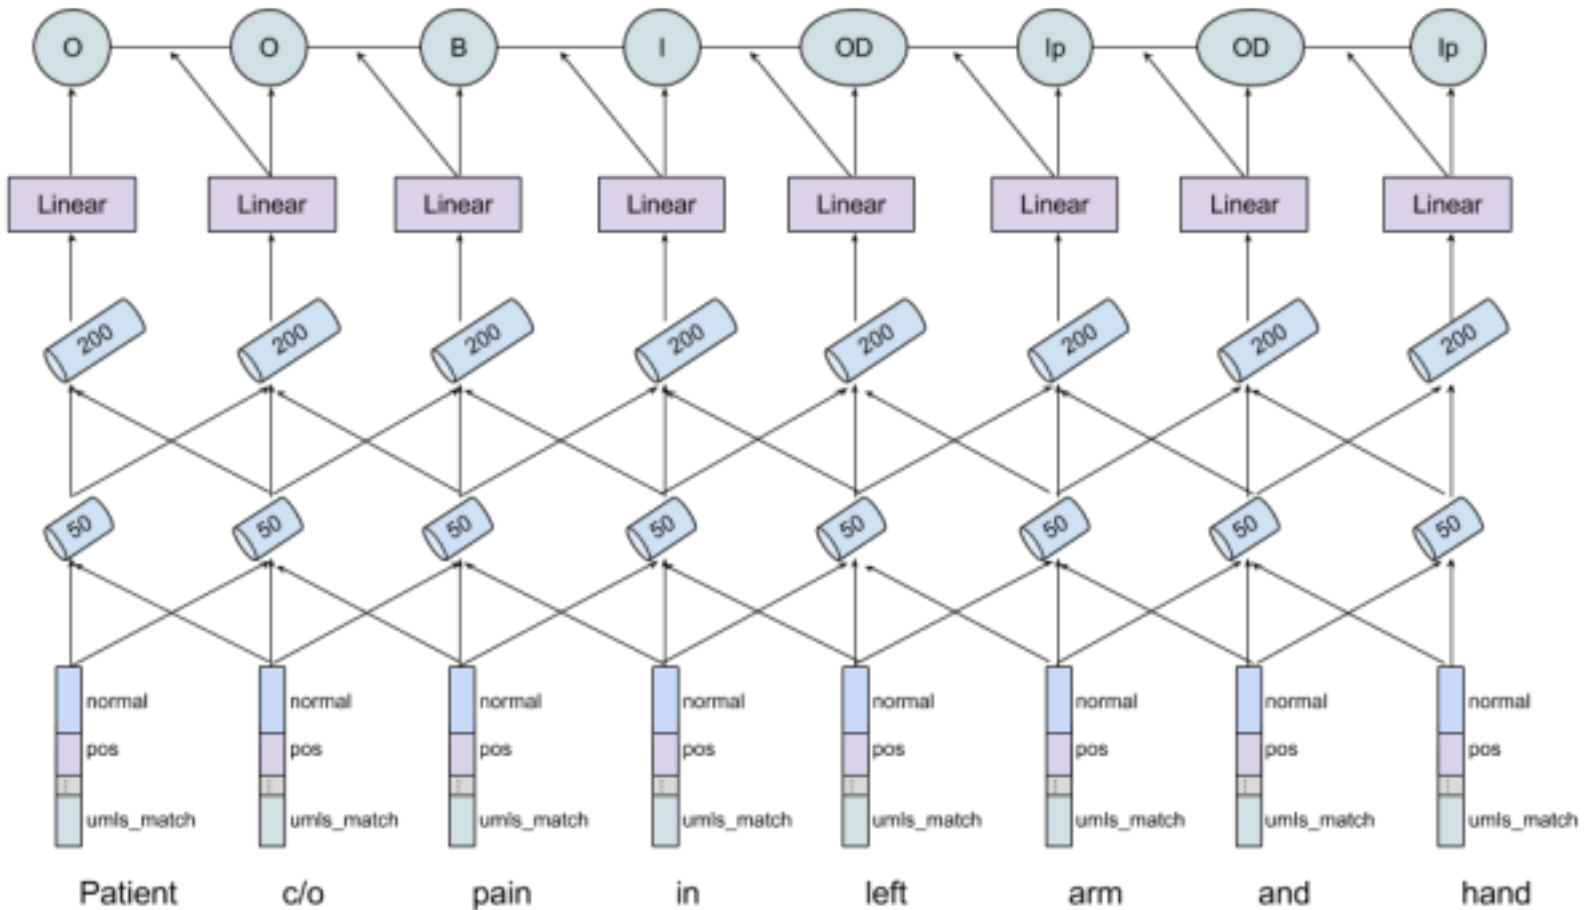 O O B I OD Ip OD Ip
Linear Linear Linear Linear Linear Linear Linear Linear
200 200 200 200 200 200 200 200
50 50 50 50 50 50 50 50
normal normal normal normal normal normal normal normal
pos pos pos pos pos pos pos pos
umls_match umls_match umls_match umls_match umls_match umls_match umls_match umls_match
Patient c/o pain in left arm and hand